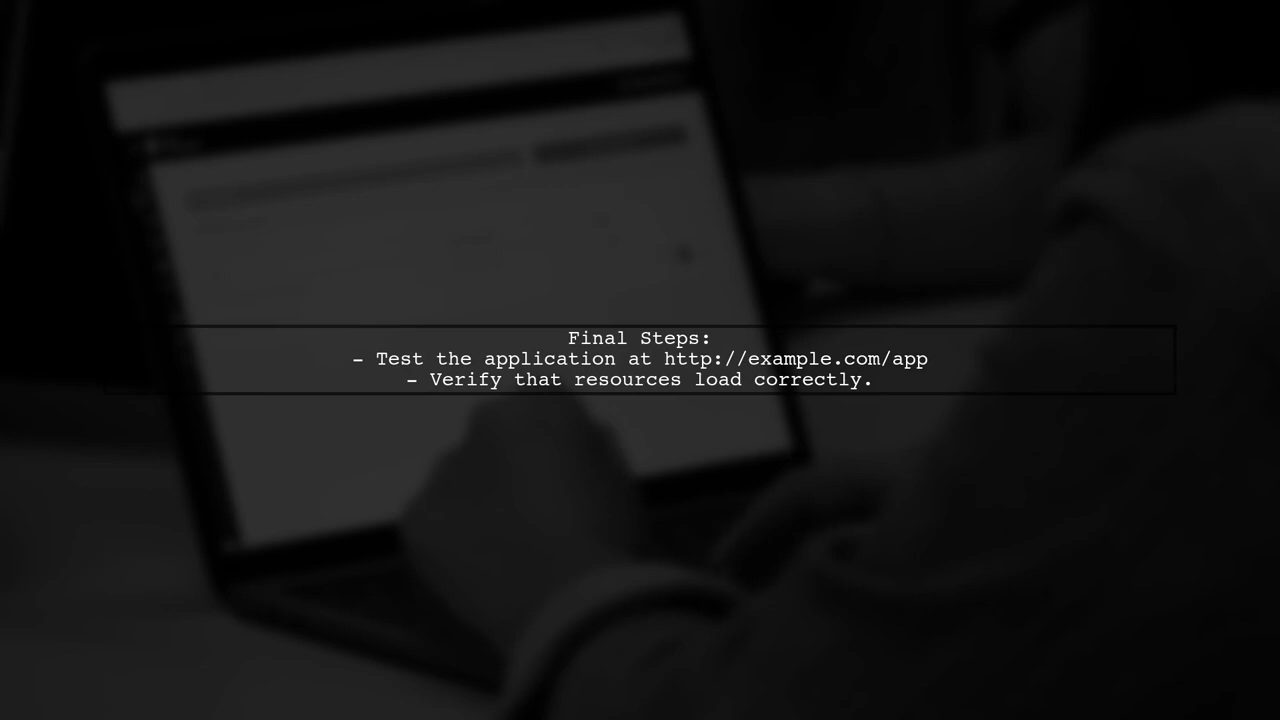 Final Steps:
- Test the application at http://example.com/app
- Verify that resources load correctly.